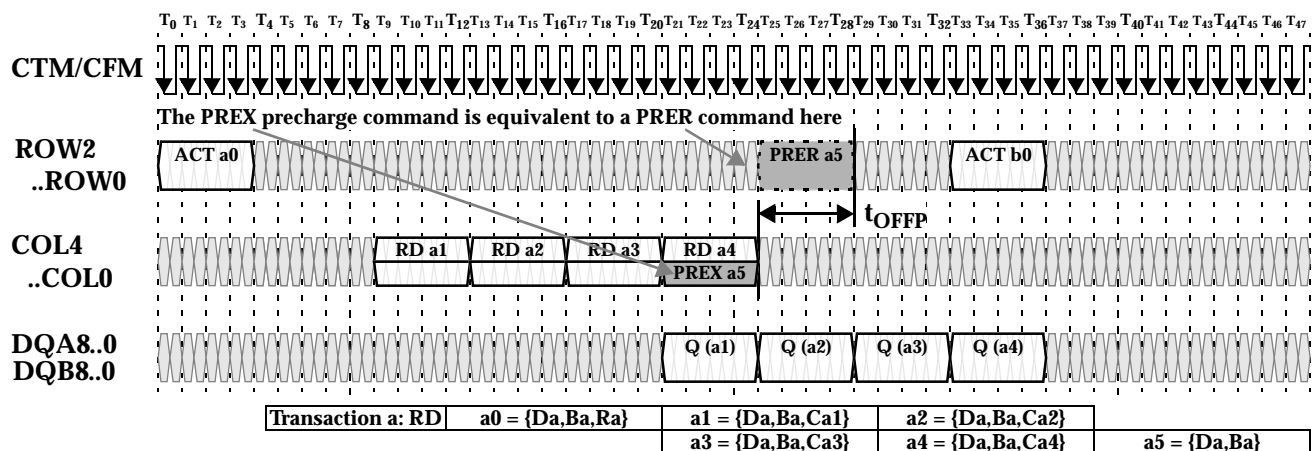 T0 T1 T2 T3 T4 T5 T6 T7 T8 T9 T10 T11 T12 T13 T14 T15 T16 T17 T18 T19 T20 T21 T22 T23 T24 T25 T26 T27 T28 T29 T30 T31 T32 T33 T34 T35 T36 T37 T38 T39 T40 T41 T42 T43 T44 T45 T46 T47
CTM/CFM
The PREX precharge command is equivalent to a PRER command here
ROW2 ACT a0 PRER a5 ACT b0
..ROW0
tOFFP
COL4 RD a1 RD a2 RD a3 RD a4
..COL0 PREX a5
DQA8..0 Q (a1) Q (a2) Q (a3) Q (a4)
DQB8..0
Transaction a: RD a0 = {Da,Ba,Ra} a1 = {Da,Ba,Ca1} a2 = {Da,Ba,Ca2}
a3 = {Da,Ba,Ca3} a4 = {Da,Ba,Ca4} a5 = {Da,Ba}